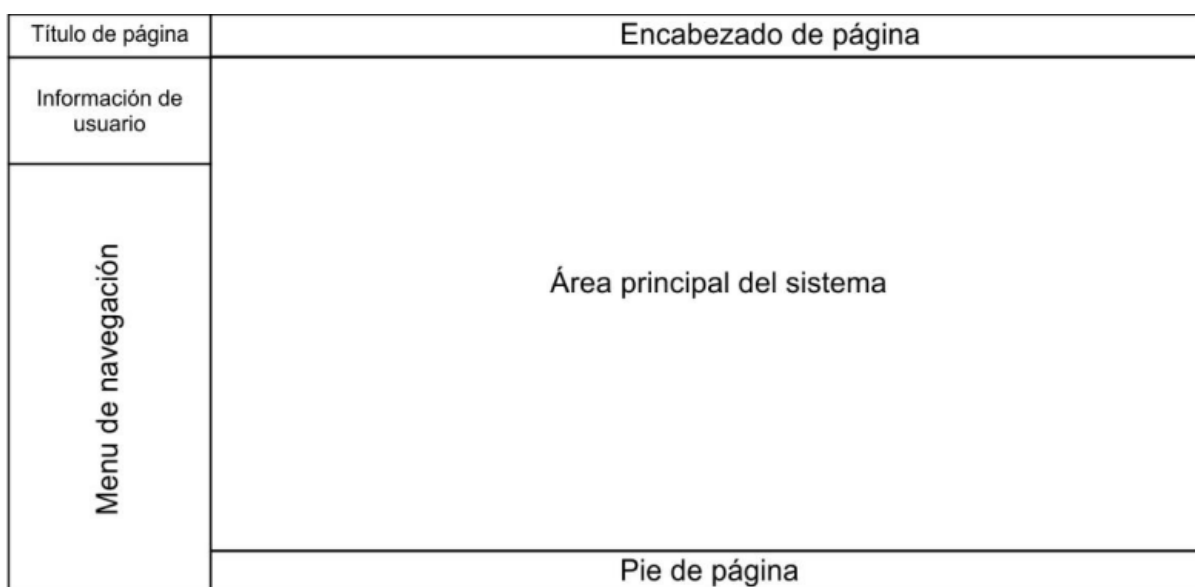 Título de página
Encabezado de página
Información de
usuario
Menu de navegación
Área principal del sistema
Pie de página